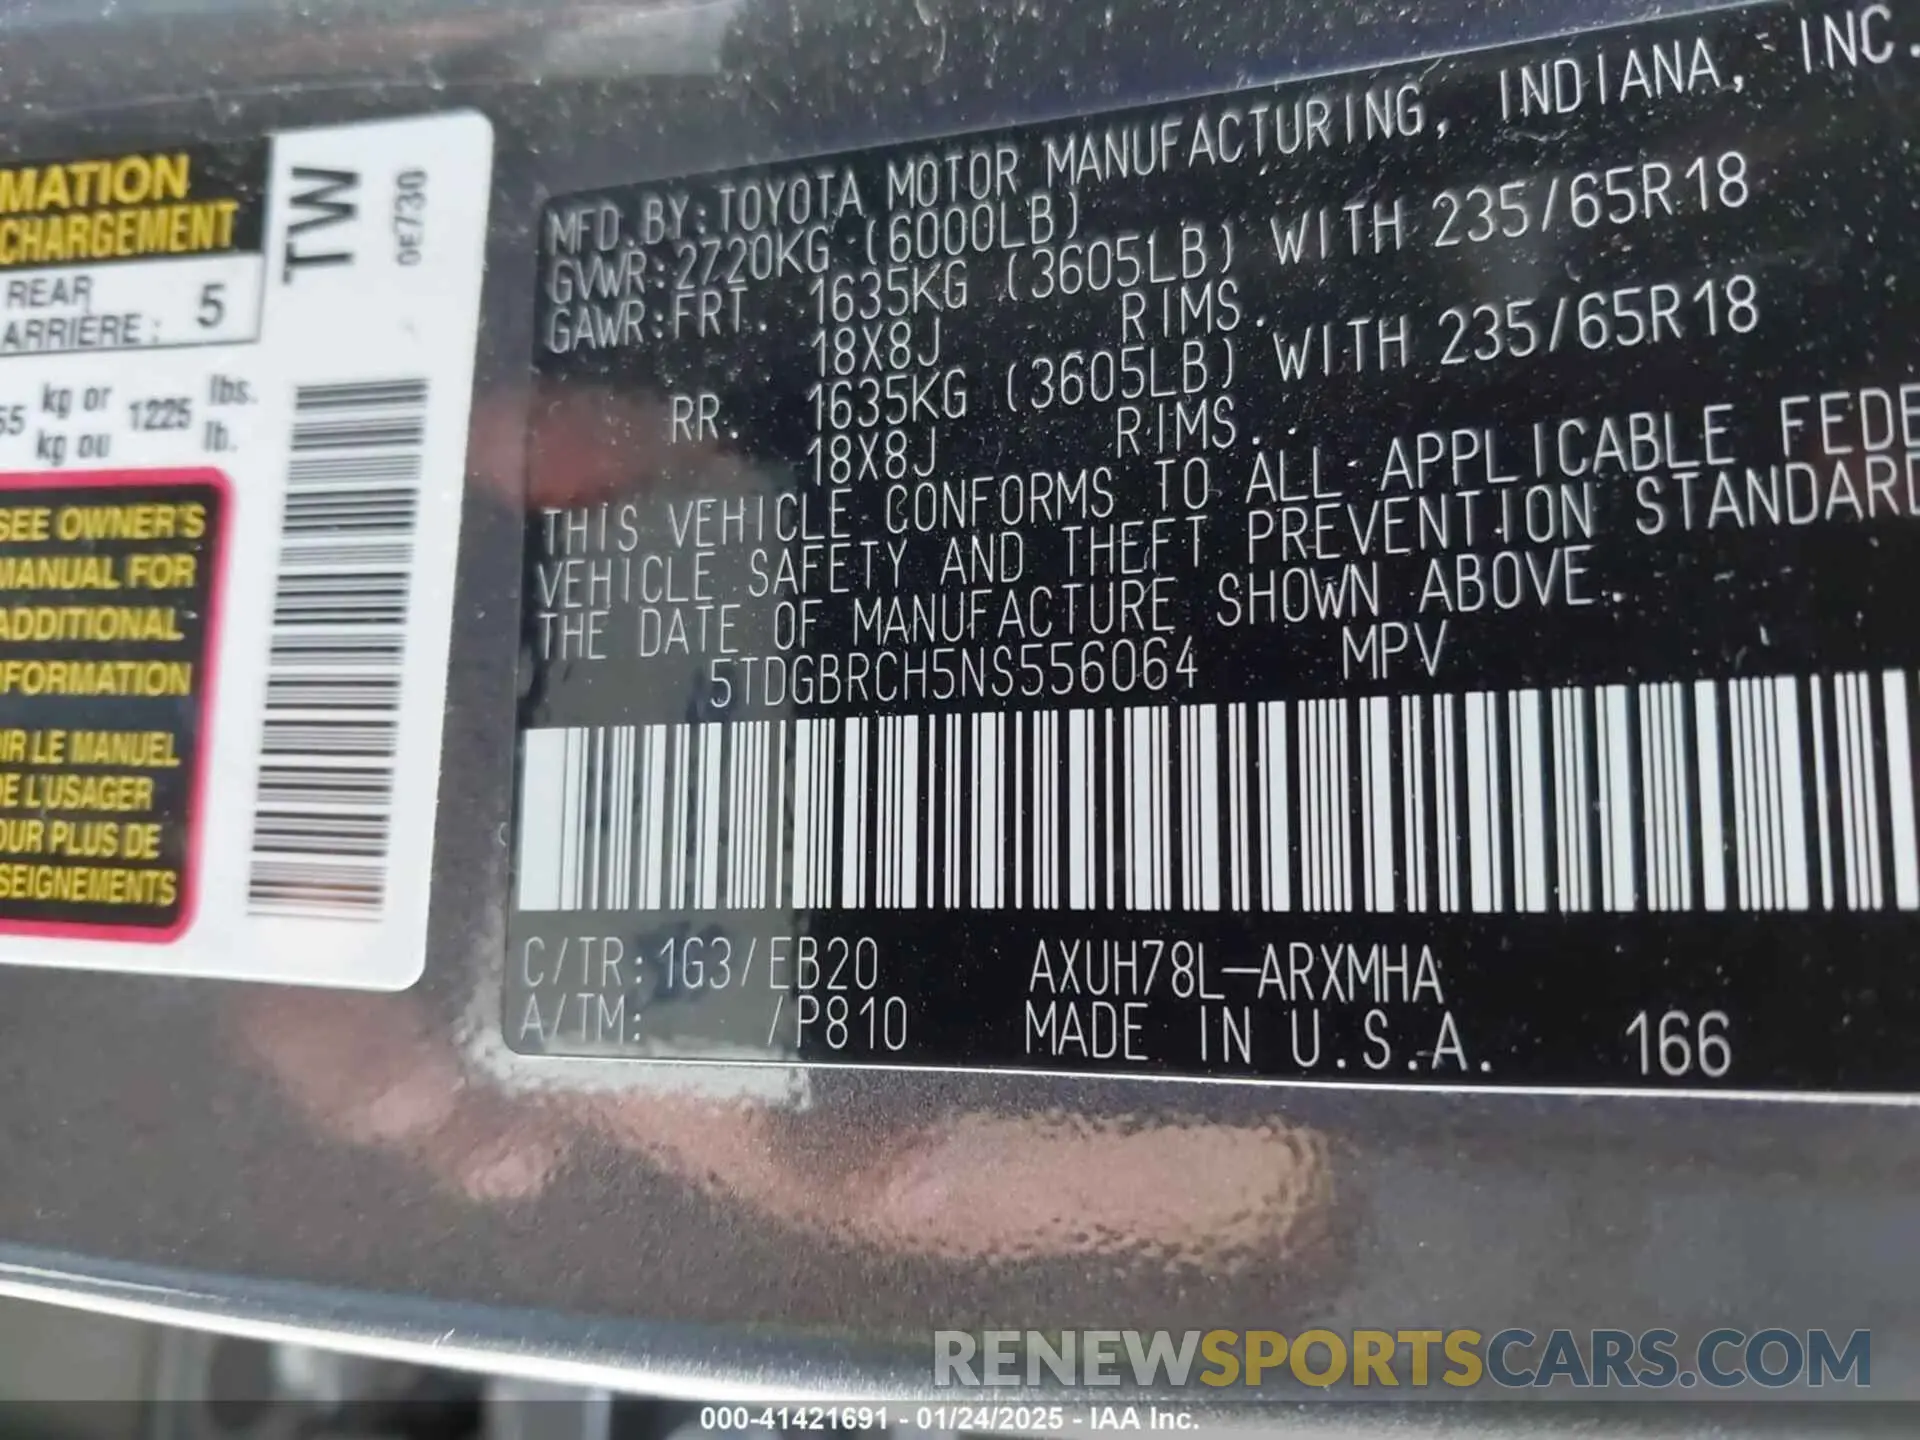 MATION
CHARGEMENT
REAR
ARRIÈRE : 5
kg or 1225 lbs.
kg ou lb.
SEE OWNER'S
MANUAL FOR
ADDITIONAL
INFORMATION
OIR LE MANUEL
DE L'USAGER
OUR PLUS DE
SEIGNEMENTS
TW
0E730
MFD. BY: TOYOTA MOTOR MANUFACTURING, INDIANA, INC.
GVWR: 2720KG (6000LB)
GAWR: FRT. 1635KG (3605LB) WITH 235/65R18
18X8J RIMS.
RR. 1635KG (3605LB) WITH 235/65R18
18X8J RIMS.
THIS VEHICLE CONFORMS TO ALL APPLICABLE FEDE
VEHICLE SAFETY AND THEFT PREVENTION STANDARD
THE DATE OF MANUFACTURE SHOWN ABOVE.
5TDGBRCH5NS556064 MPV
C/TR: 1G3/EB20 AXUH78L-ARXMHA
A/TM: /P810 MADE IN U.S.A. 166
RENEWSPORTSCARS.COM
000-41421691 - 01/24/2025 - IAA Inc.